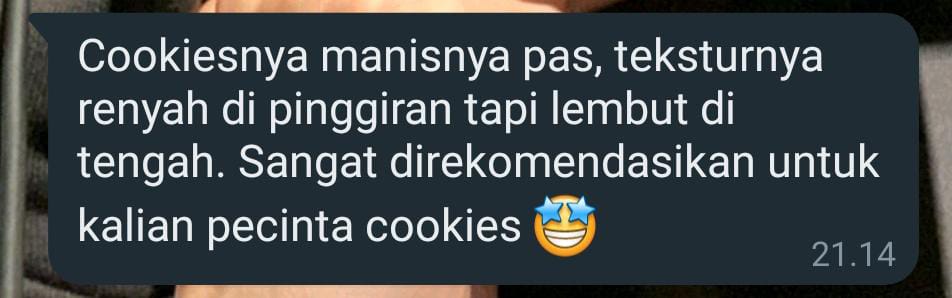 Cookiesnya manisnya pas, teksturnya
renyah di pinggiran tapi lembut di
tengah. Sangat direkomendasikan untuk
kalian pecinta cookies 🤩
21.14